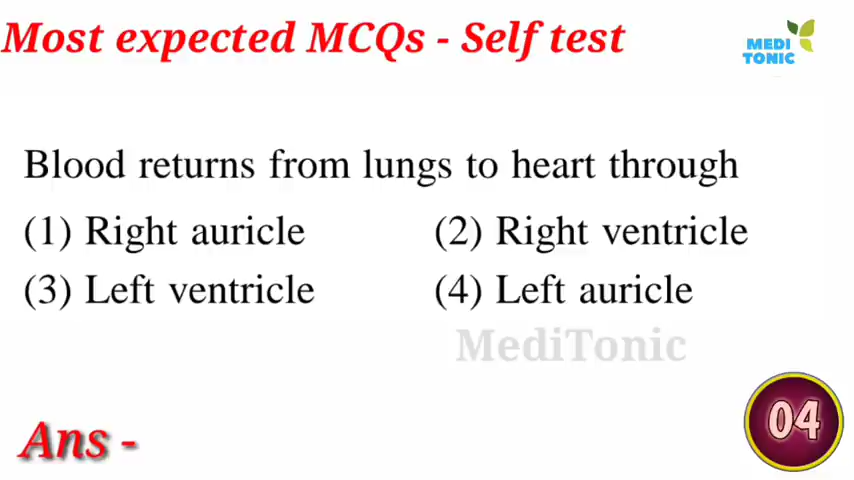 Most expected MCQs - Self test
MEDI
TONIC
Blood returns from lungs to heart through
(1) Right auricle (2) Right ventricle
(3) Left ventricle (4) Left auricle
MediTonic
Ans -
04